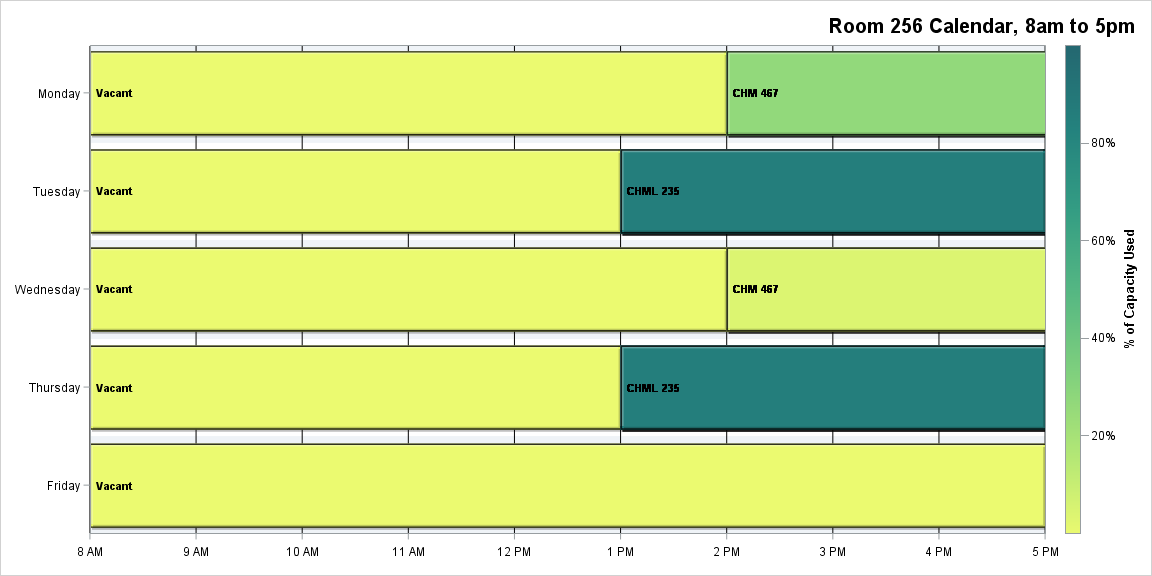 Room 256 Calendar, 8am to 5pm
Monday
Vacant
CHM 467
Tuesday
Vacant
CHML 235
Wednesday
Vacant
CHM 467
Thursday
Vacant
CHML 235
Friday
Vacant
8 AM
9 AM
10 AM
11 AM
12 PM
1 PM
2 PM
3 PM
4 PM
5 PM
80%
60%
40%
20%
% of Capacity Used